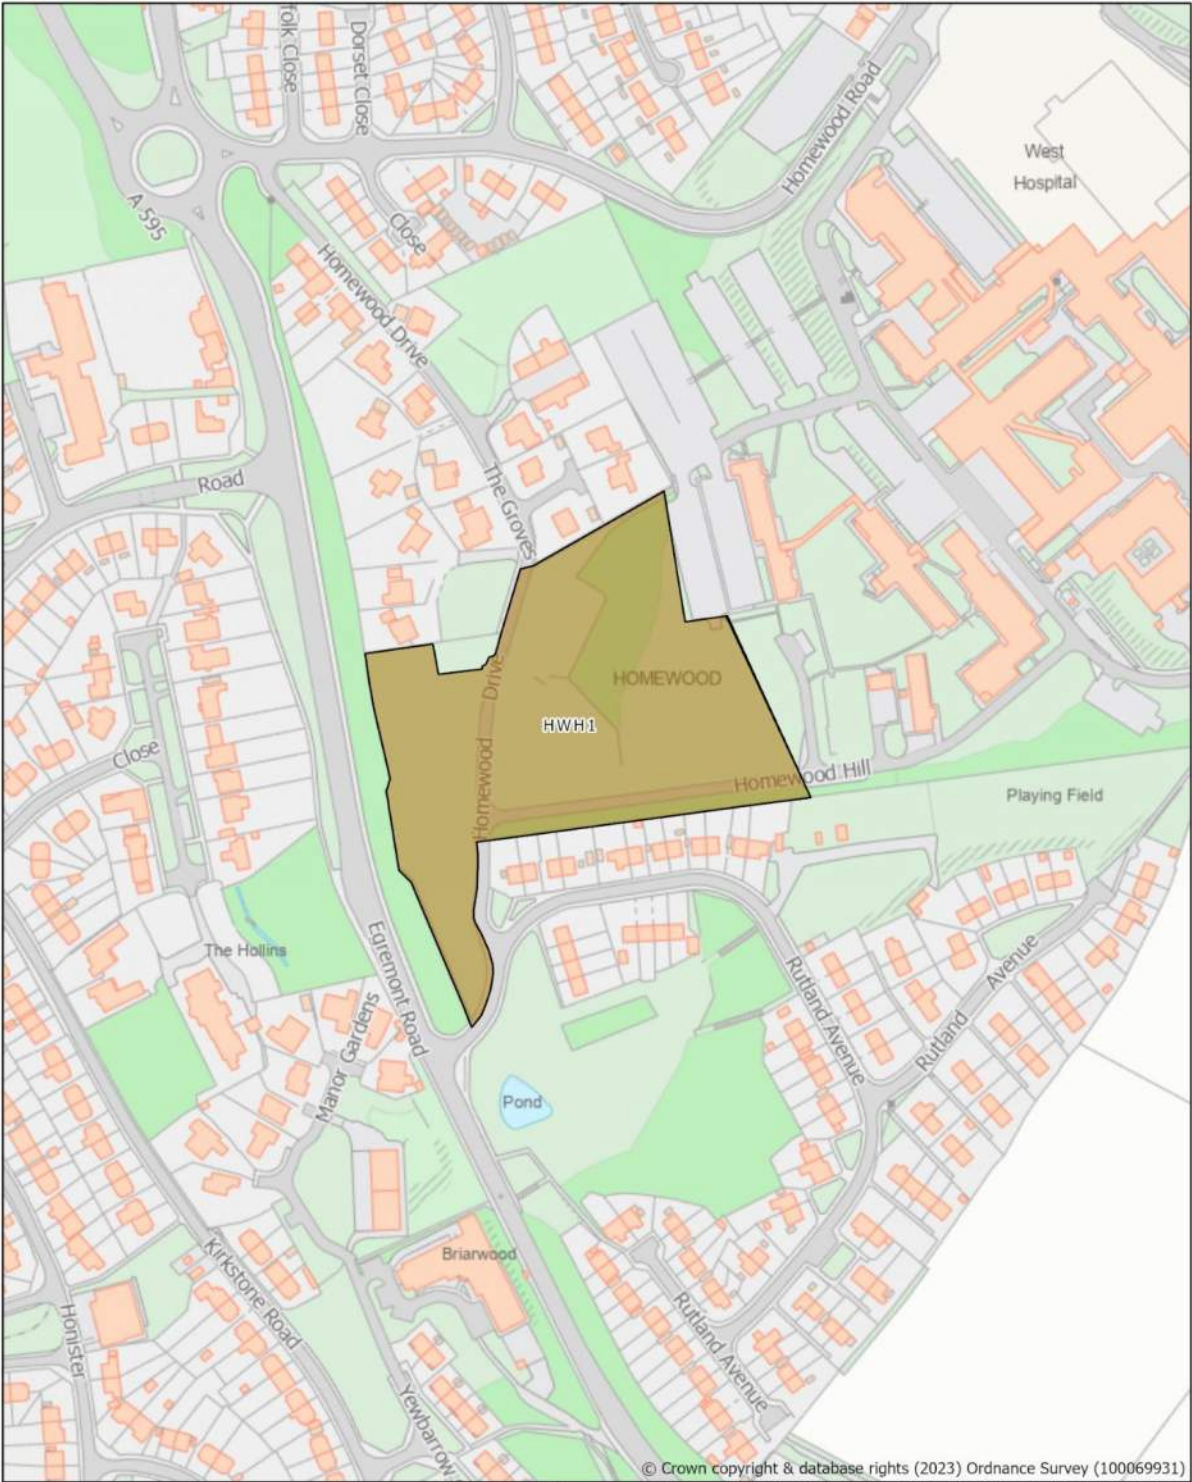 folk Close
Dorset Close
Homewood Road
West
Hospital
A 595
Close
Homewood Drive
Road
The Groves
HOMEWOOD
Homewood Drive
HWH1
Homewood Hill
Close
Playing Field
The Hollins
Egremont Road
Manor Gardens
Rutland Avenue
Rutland Avenue
Pond
Briarwood
Kirkstone Road
Honister
Rutland Avenue
Yewbarrow
© Crown copyright & database rights (2023) Ordnance Survey (100069931)